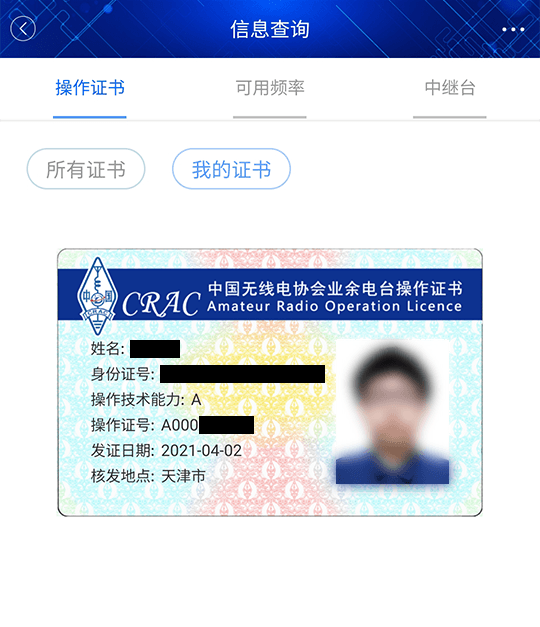 信息查询
操作证书 可用频率 中继台
所有证书 我的证书
中国
CRAC
CRAC 中国无线电协会业余电台操作证书
Amateur Radio Operation Licence
姓名:
身份证号:
操作技术能力: A
操作证号: A000
发证日期: 2021-04-02
核发地点: 天津市